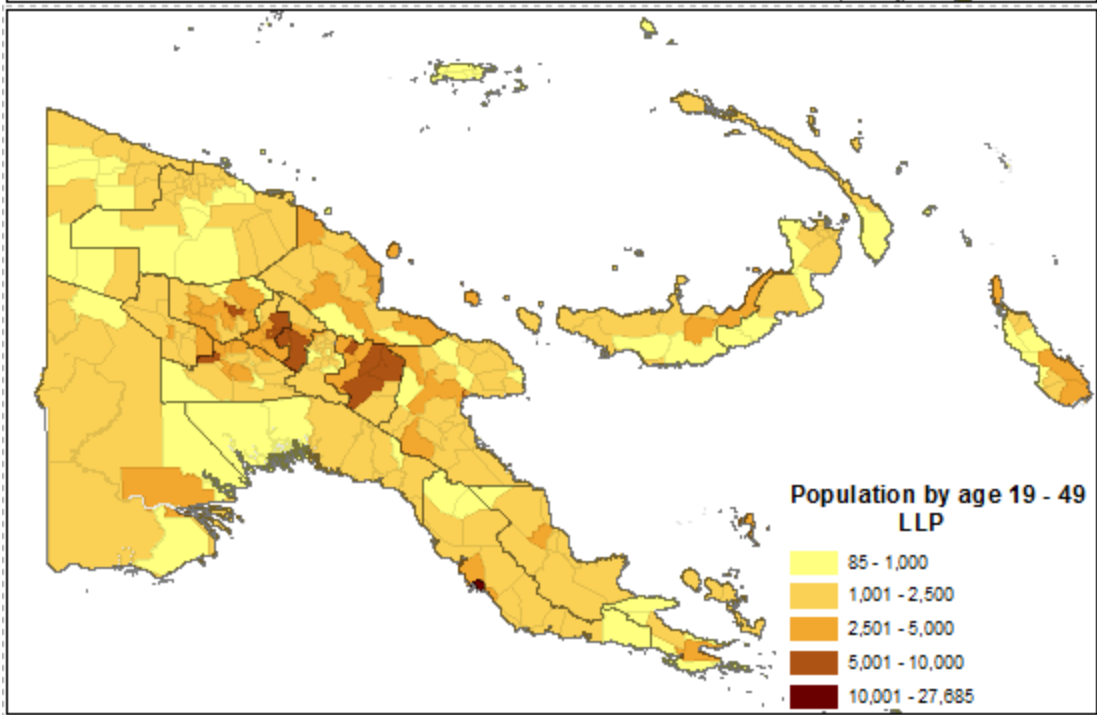 Population by age 19 - 49
LLP
85 - 1,000
1,001 - 2,500
2,501 - 5,000
5,001 - 10,000
10,001 - 27,685